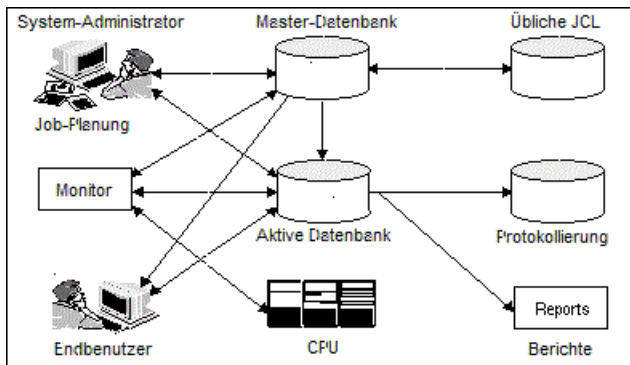 System-Administrator
Master-Datenbank
Übliche JCL
Job-Planung
Monitor
Aktive Datenbank
Protokollierung
Reports
Endbenutzer
CPU
Berichte